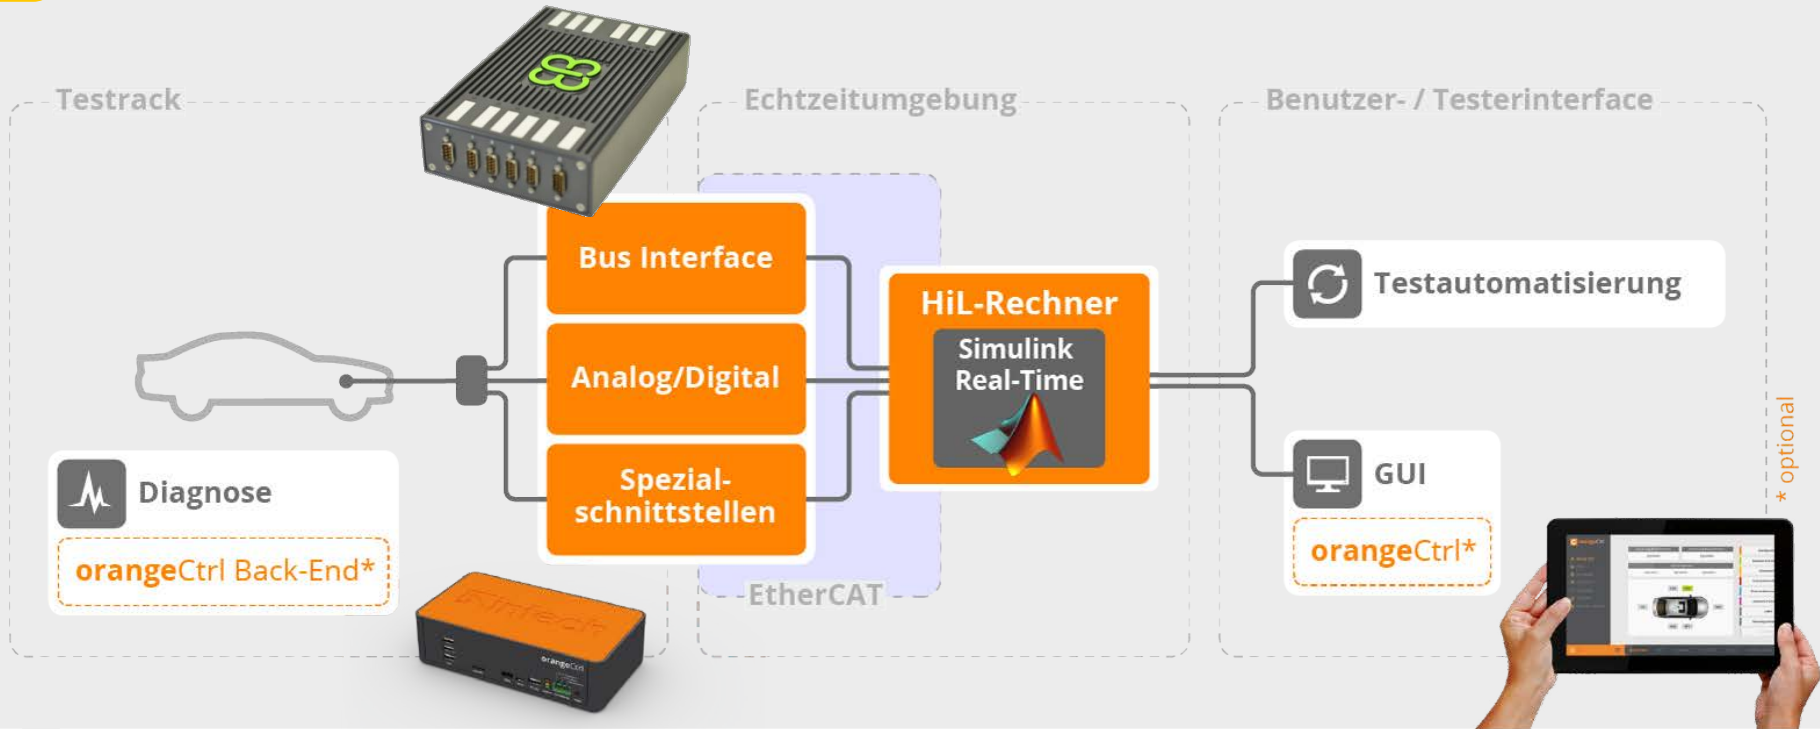 Testrack
Echtzeitumgebung
Benutzer- / Testerinterface
Bus Interface
Analog/Digital
Spezial-
schnittstellen
HiL-Rechner
Simulink
Real-Time
EtherCAT
Testautomatisierung
GUI
orangeCtrl*
* optional
Diagnose
orangeCtrl Back-End*
orangeCtrl